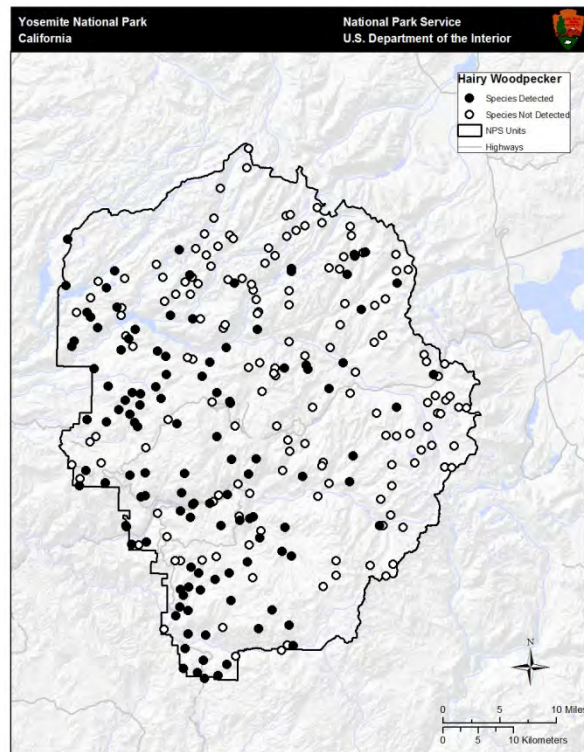 Yosemite National Park
California
National Park Service
U.S. Department of the Interior
Hairy Woodpecker
Species Detected
Species Not Detected
NPS Units
Highways
N
0 5 10 Miles
0 5 10 Kilometers